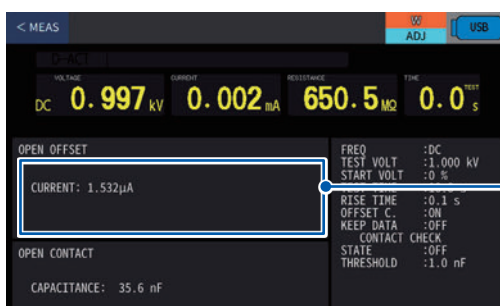 < MEAS
W
ADJ
USB
D-ACT
VOLTAGE
CURRENT
RESISTANCE
TIME
DC 0.997 kV
0.002 mA
650.5 MΩ
0.0 s
TEST
OPEN OFFSET
CURRENT: 1.532μA
OPEN CONTACT
CAPACITANCE: 35.6 nF
FREQ :DC
TEST VOLT :1.000 kV
START VOLT :0 %
RISE TIME :0.1 s
OFFSET C. :ON
KEEP DATA :OFF
CONTACT CHECK
STATE :OFF
THRESHOLD :1.0 nF